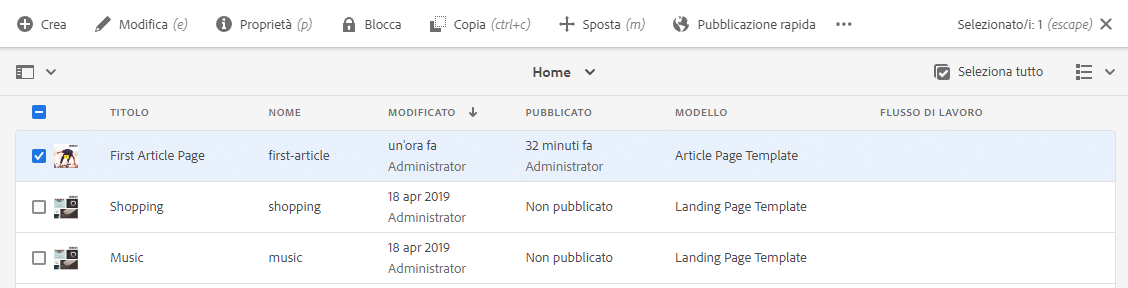 Crea Modifica (e) Proprietà (p) Blocca Copia (ctrl+c) Sposta (m) Pubblicazione rapida Selezionato/i: 1 (escape)
Home Seleziona tutto
TITOLO NOME MODIFICATO PUBBLICATO MODELLO FLUSSO DI LAVORO
First Article Page first-article un'ora fa 32 minuti fa Article Page Template
Administrator Administrator
Shopping shopping 18 apr 2019 Non pubblicato Landing Page Template
Administrator
Music music 18 apr 2019 Non pubblicato Landing Page Template
Administrator